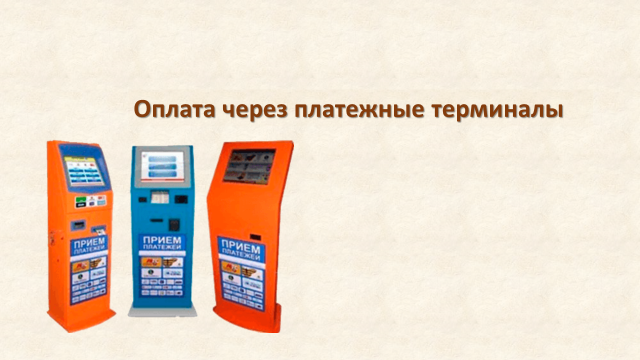 Оплата через платежные терминалы
ПРИЕМ
ПЛАТЕЖЕЙ
ПРИЕМ
ПЛАТЕЖЕЙ
ПРИЕМ
ПЛАТЕЖЕЙ